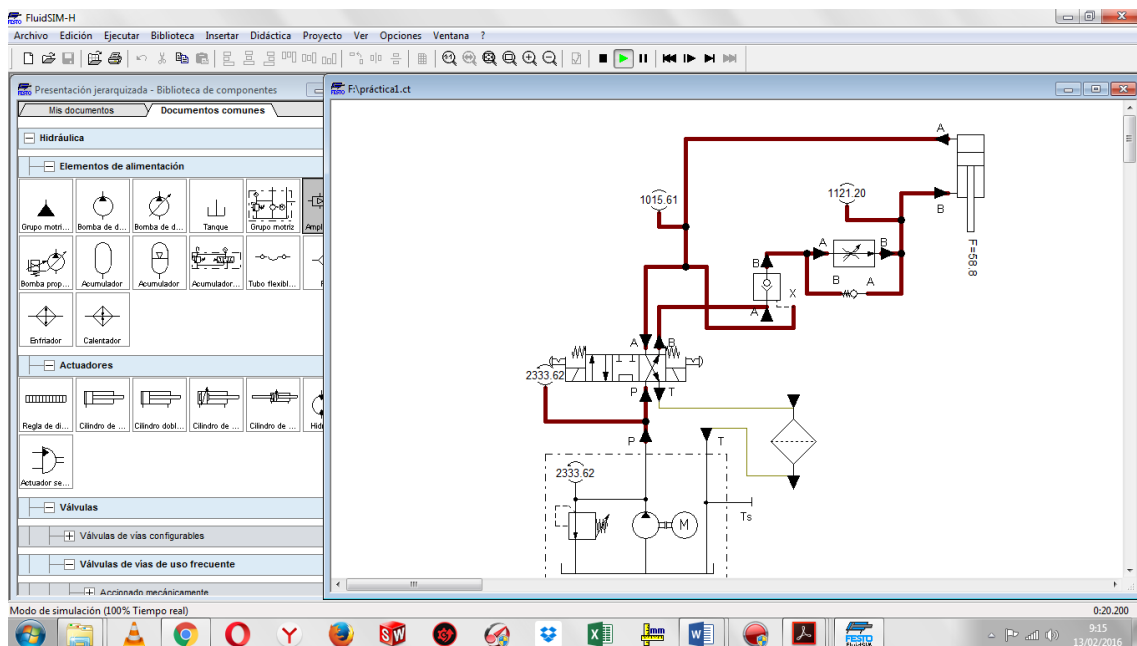 FluidSIM-H
Archivo Edición Ejecutar Biblioteca Insertar Didáctica Proyecto Ver Opciones Ventana ?
Presentación jerarquizada - Biblioteca de componentes
Mis documentos Documentos comunes
Hidráulica
Elementos de alimentación
Grupo motri... Bomba de d... Bomba de d... Tanque Grupo motriz Ampl
Bomba prop... Acumulador Acumulador Acumulador... Tubo flexibl...
Enfriador Calentador
Actuadores
Regla de di... Cilindro de ... Cilindro dobl... Cilindro de ... Cilindro de ... Hid
Actuador se...
Válvulas
Válvulas de vías configurables
Válvulas de vías de uso frecuente
Accionado mecánicamente
F:\práctica1.ct
A
1015.61 1121.20
B
F=58.8
A B
B
B A
X
A
A B
2333.62
P T
P T
2333.62
M
Ts
Modo de simulación (100% Tiempo real) 0:20.200
9:15
13/02/2016